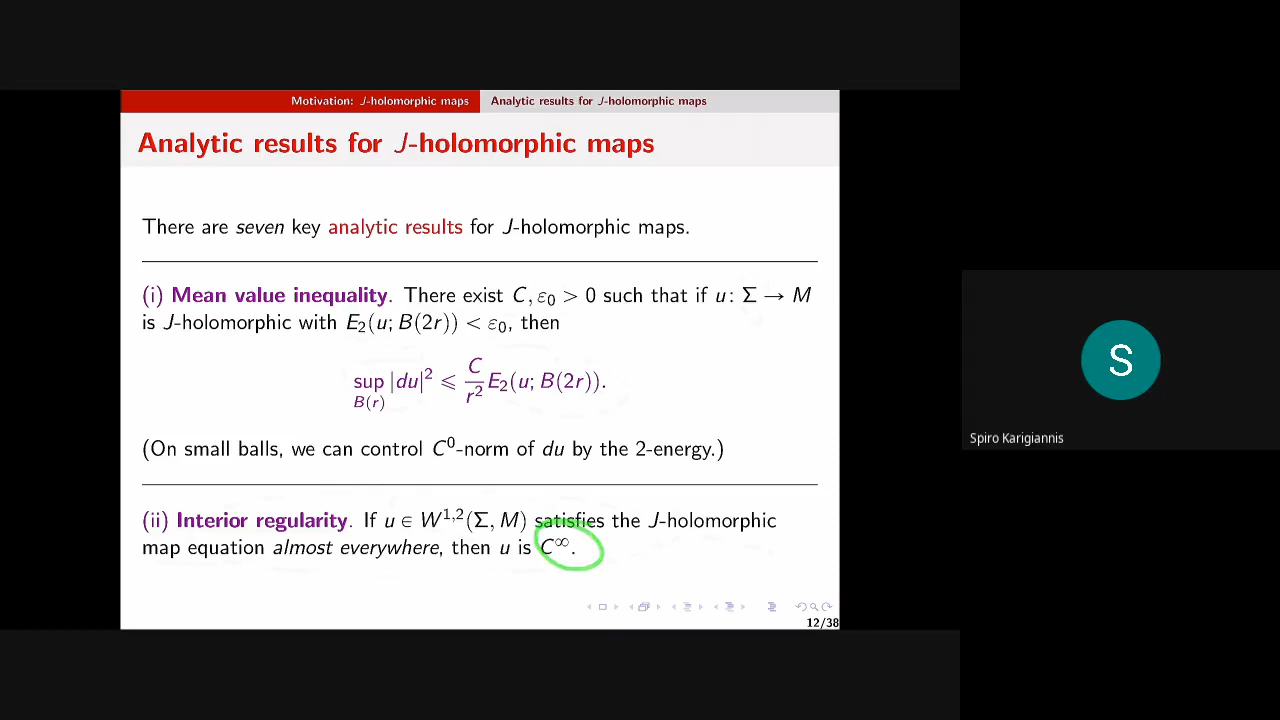 Motivation: J-holomorphic maps Analytic results for J-holomorphic maps
Analytic results for J-holomorphic maps
There are seven key analytic results for J-holomorphic maps.
(i) Mean value inequality. There exist C, ε₀ > 0 such that if u: Σ → M
is J-holomorphic with E₂(u; B(2r)) < ε₀, then
sup_{B(r)} |du|² ⩽ C/r² E₂(u; B(2r)).
(On small balls, we can control C⁰-norm of du by the 2-energy.)
(ii) Interior regularity. If u ∈ W^{1,2}(Σ, M) satisfies the J-holomorphic
map equation almost everywhere, then u is C^∞.
12/38
S
Spiro Karigiannis